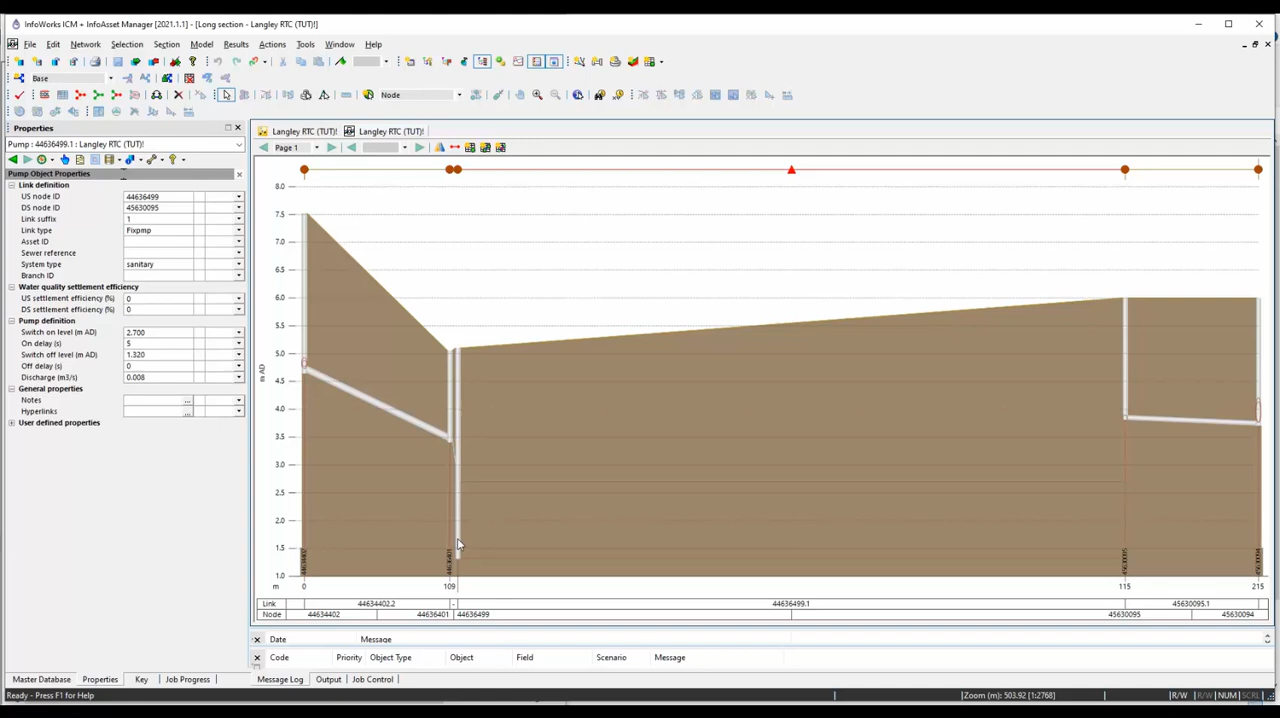 InfoWorks ICM + InfoAsset Manager [2021.1.1] - [Long section - Langley RTC (TUT)!]
File Edit Network Selection Section Model Results Actions Tools Window Help
Base
Node
Properties
Pump : 44636499.1 : Langley RTC (TUT)!
Pump Object Properties
Link definition
US node ID 44636499
DS node ID 45630095
Link suffix 1
Link type Fixpmp
Asset ID
Sewer reference
System type sanitary
Branch ID
Water quality settlement efficiency
US settlement efficiency (%) 0
DS settlement efficiency (%) 0
Pump definition
Switch on level (m AD) 2.700
On delay (s) 5
Switch off level (m AD) 1.320
Off delay (s) 0
Discharge (m3/s) 0.008
General properties
Notes ...
Hyperlinks ...
User defined properties
Langley RTC (TUT)! Langley RTC (TUT)!
Page 1
8.0
7.5
7.0
6.5
6.0
5.5
5.0
4.5
4.0
3.5
3.0
2.5
2.0
1.5
1.0
m AD
44634402
44636401
45630095
45630094
m 0 109 115 215
Link 44634402.2 - 44636499.1 45630095.1
Node 44634402 44636401 44636499 45630095 45630094
Date Message
Code Priority Object Type Object Field Scenario Message
Master Database Properties Key Job Progress
Message Log Output Job Control
Ready - Press F1 for Help
Zoom (m): 503.92 [1:2768]
R/W R/W NUM SCRL